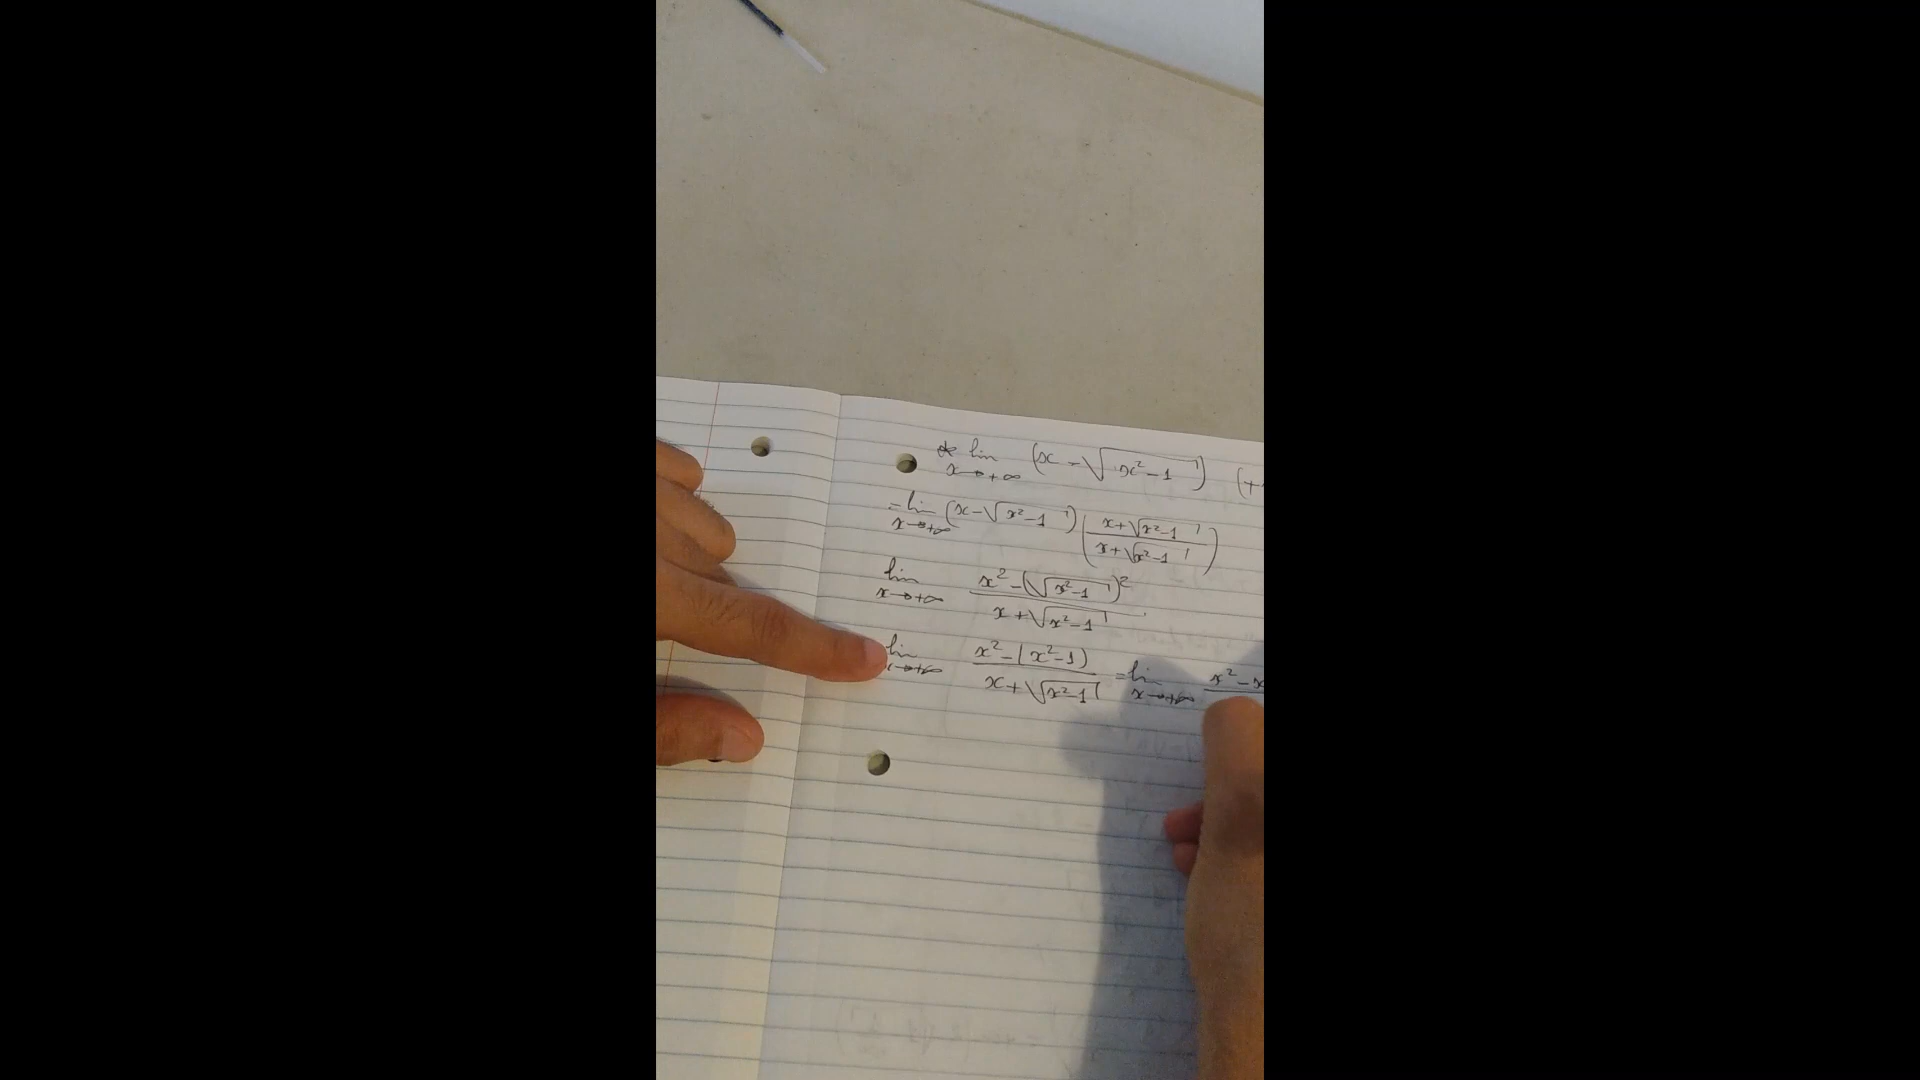 * lim x→+∞ (x - √(x²-1)) (+
= lim x→+∞ (x - √(x²-1)) ((x+√(x²-1))/(x+√(x²-1)))
lim x→+∞ (x² - (√(x²-1))²)/(x+√(x²-1))
lim x→+∞ (x² - (x²-1))/(x+√(x²-1)) = lim x→+∞ x² - x